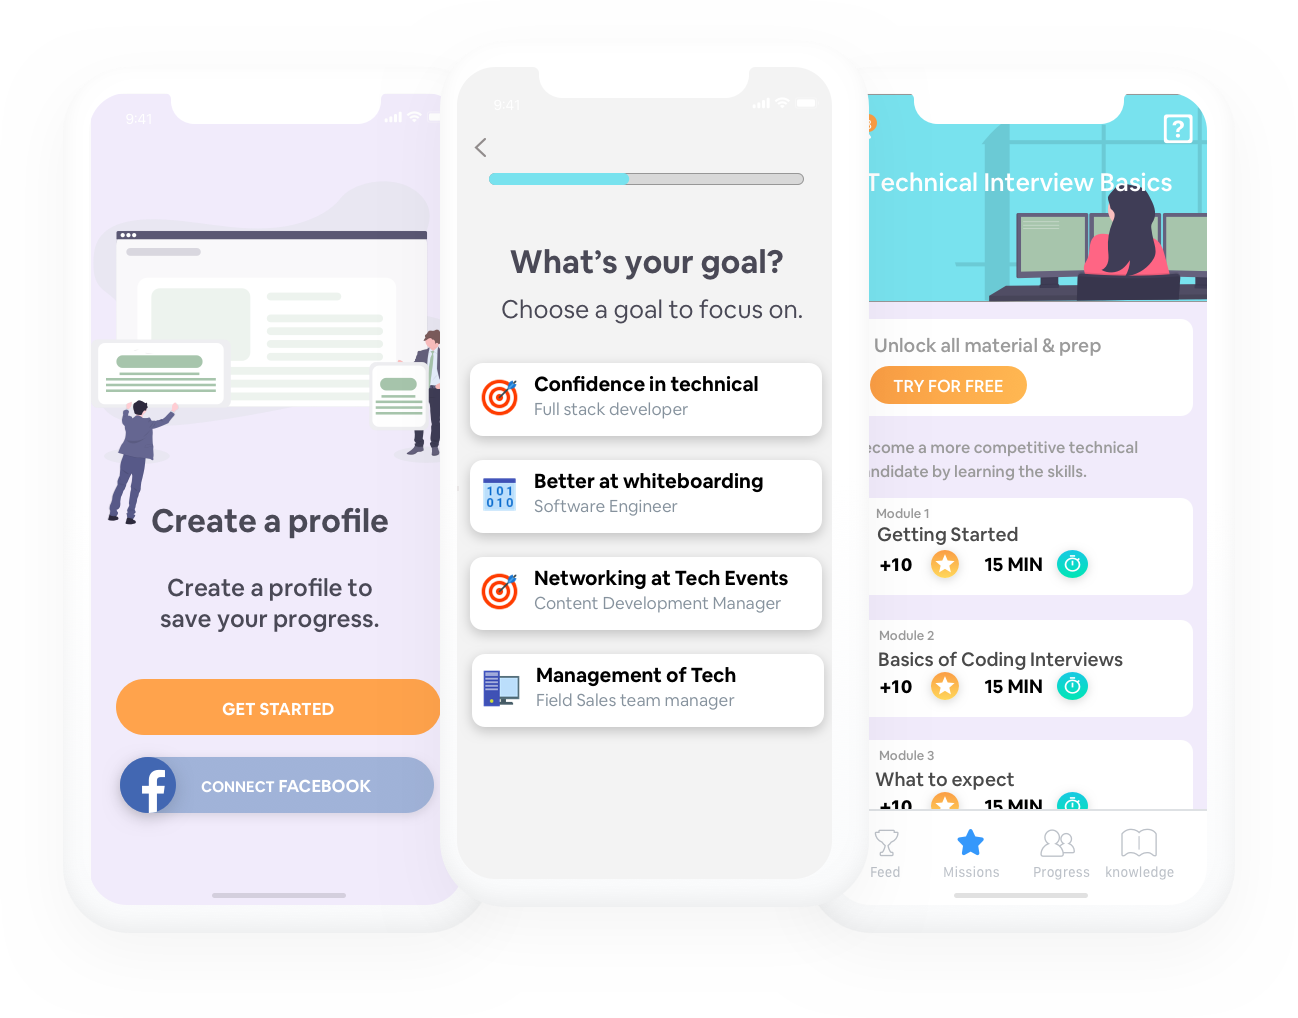 9:41
Create a profile
Create a profile to
save your progress.
GET STARTED
CONNECT FACEBOOK
9:41
What's your goal?
Choose a goal to focus on.
Confidence in technical
Full stack developer
101
010
Better at whiteboarding
Software Engineer
Networking at Tech Events
Content Development Manager
Management of Tech
Field Sales team manager
?
Technical Interview Basics
Unlock all material & prep
TRY FOR FREE
ecome a more competitive technical
ndidate by learning the skills.
Module 1
Getting Started
+10 15 MIN
Module 2
Basics of Coding Interviews
+10 15 MIN
Module 3
What to expect
+10 15 MIN
Feed Missions Progress knowledge